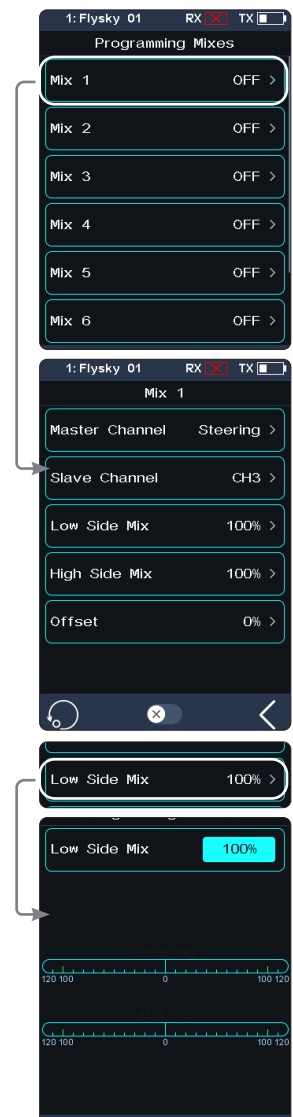 1: Flysky 01 RX TX
Programming Mixes
Mix 1 OFF >
Mix 2 OFF >
Mix 3 OFF >
Mix 4 OFF >
Mix 5 OFF >
Mix 6 OFF >
1: Flysky 01 RX TX
Mix 1
Master Channel Steering >
Slave Channel CH3 >
Low Side Mix 100% >
High Side Mix 100% >
Offset 0% >
Low Side Mix 100% >
Low Side Mix 100%
120 100 0 100 120
120 100 0 100 120